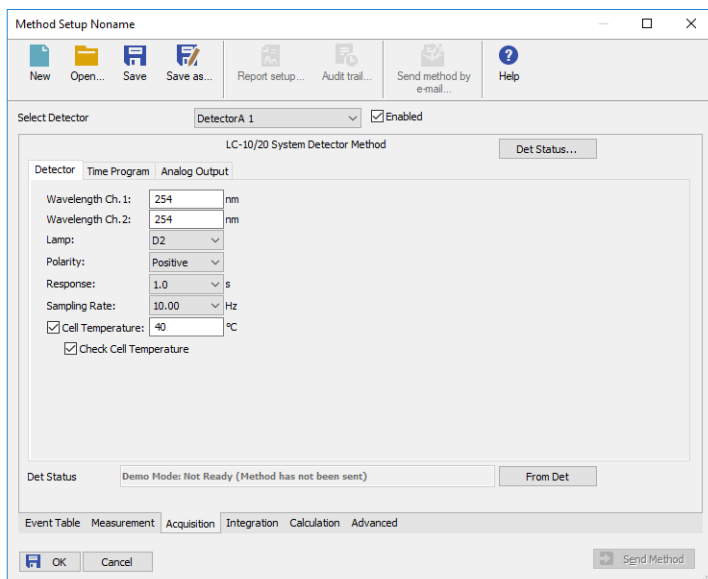 Method Setup Noname
New Open... Save Save as... Report setup... Audit trail... Send method by e-mail... Help
Select Detector DetectorA 1 Enabled
LC-10/20 System Detector Method Det Status...
Detector Time Program Analog Output
Wavelength Ch.1: 254 nm
Wavelength Ch.2: 254 nm
Lamp: D2
Polarity: Positive
Response: 1.0 s
Sampling Rate: 10.00 Hz
Cell Temperature: 40 °C
Check Cell Temperature
Det Status Demo Mode: Not Ready (Method has not been sent) From Det
Event Table Measurement Acquisition Integration Calculation Advanced
OK Cancel Send Method